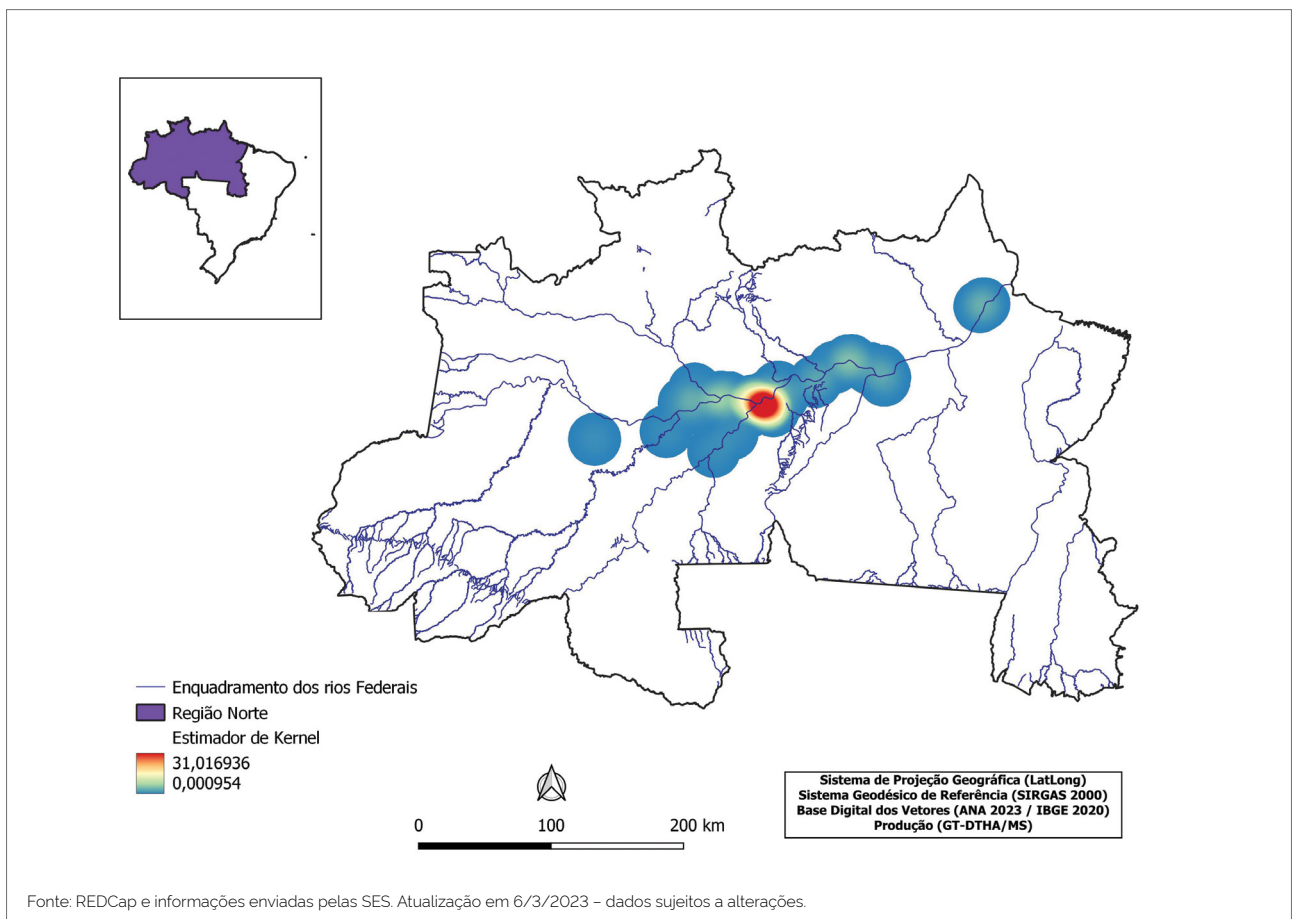 Enquadramento dos rios Federais
Região Norte
Estimador de Kernel
31,016936
0,000954
0 100 200 km
Sistema de Projeção Geográfica (LatLong)
Sistema Geodésico de Referência (SIRGAS 2000)
Base Digital dos Vetores (ANA 2023 / IBGE 2020)
Produção (GT-DTHA/MS)
Fonte: REDCap e informações enviadas pelas SES. Atualização em 6/3/2023 – dados sujeitos a alterações.